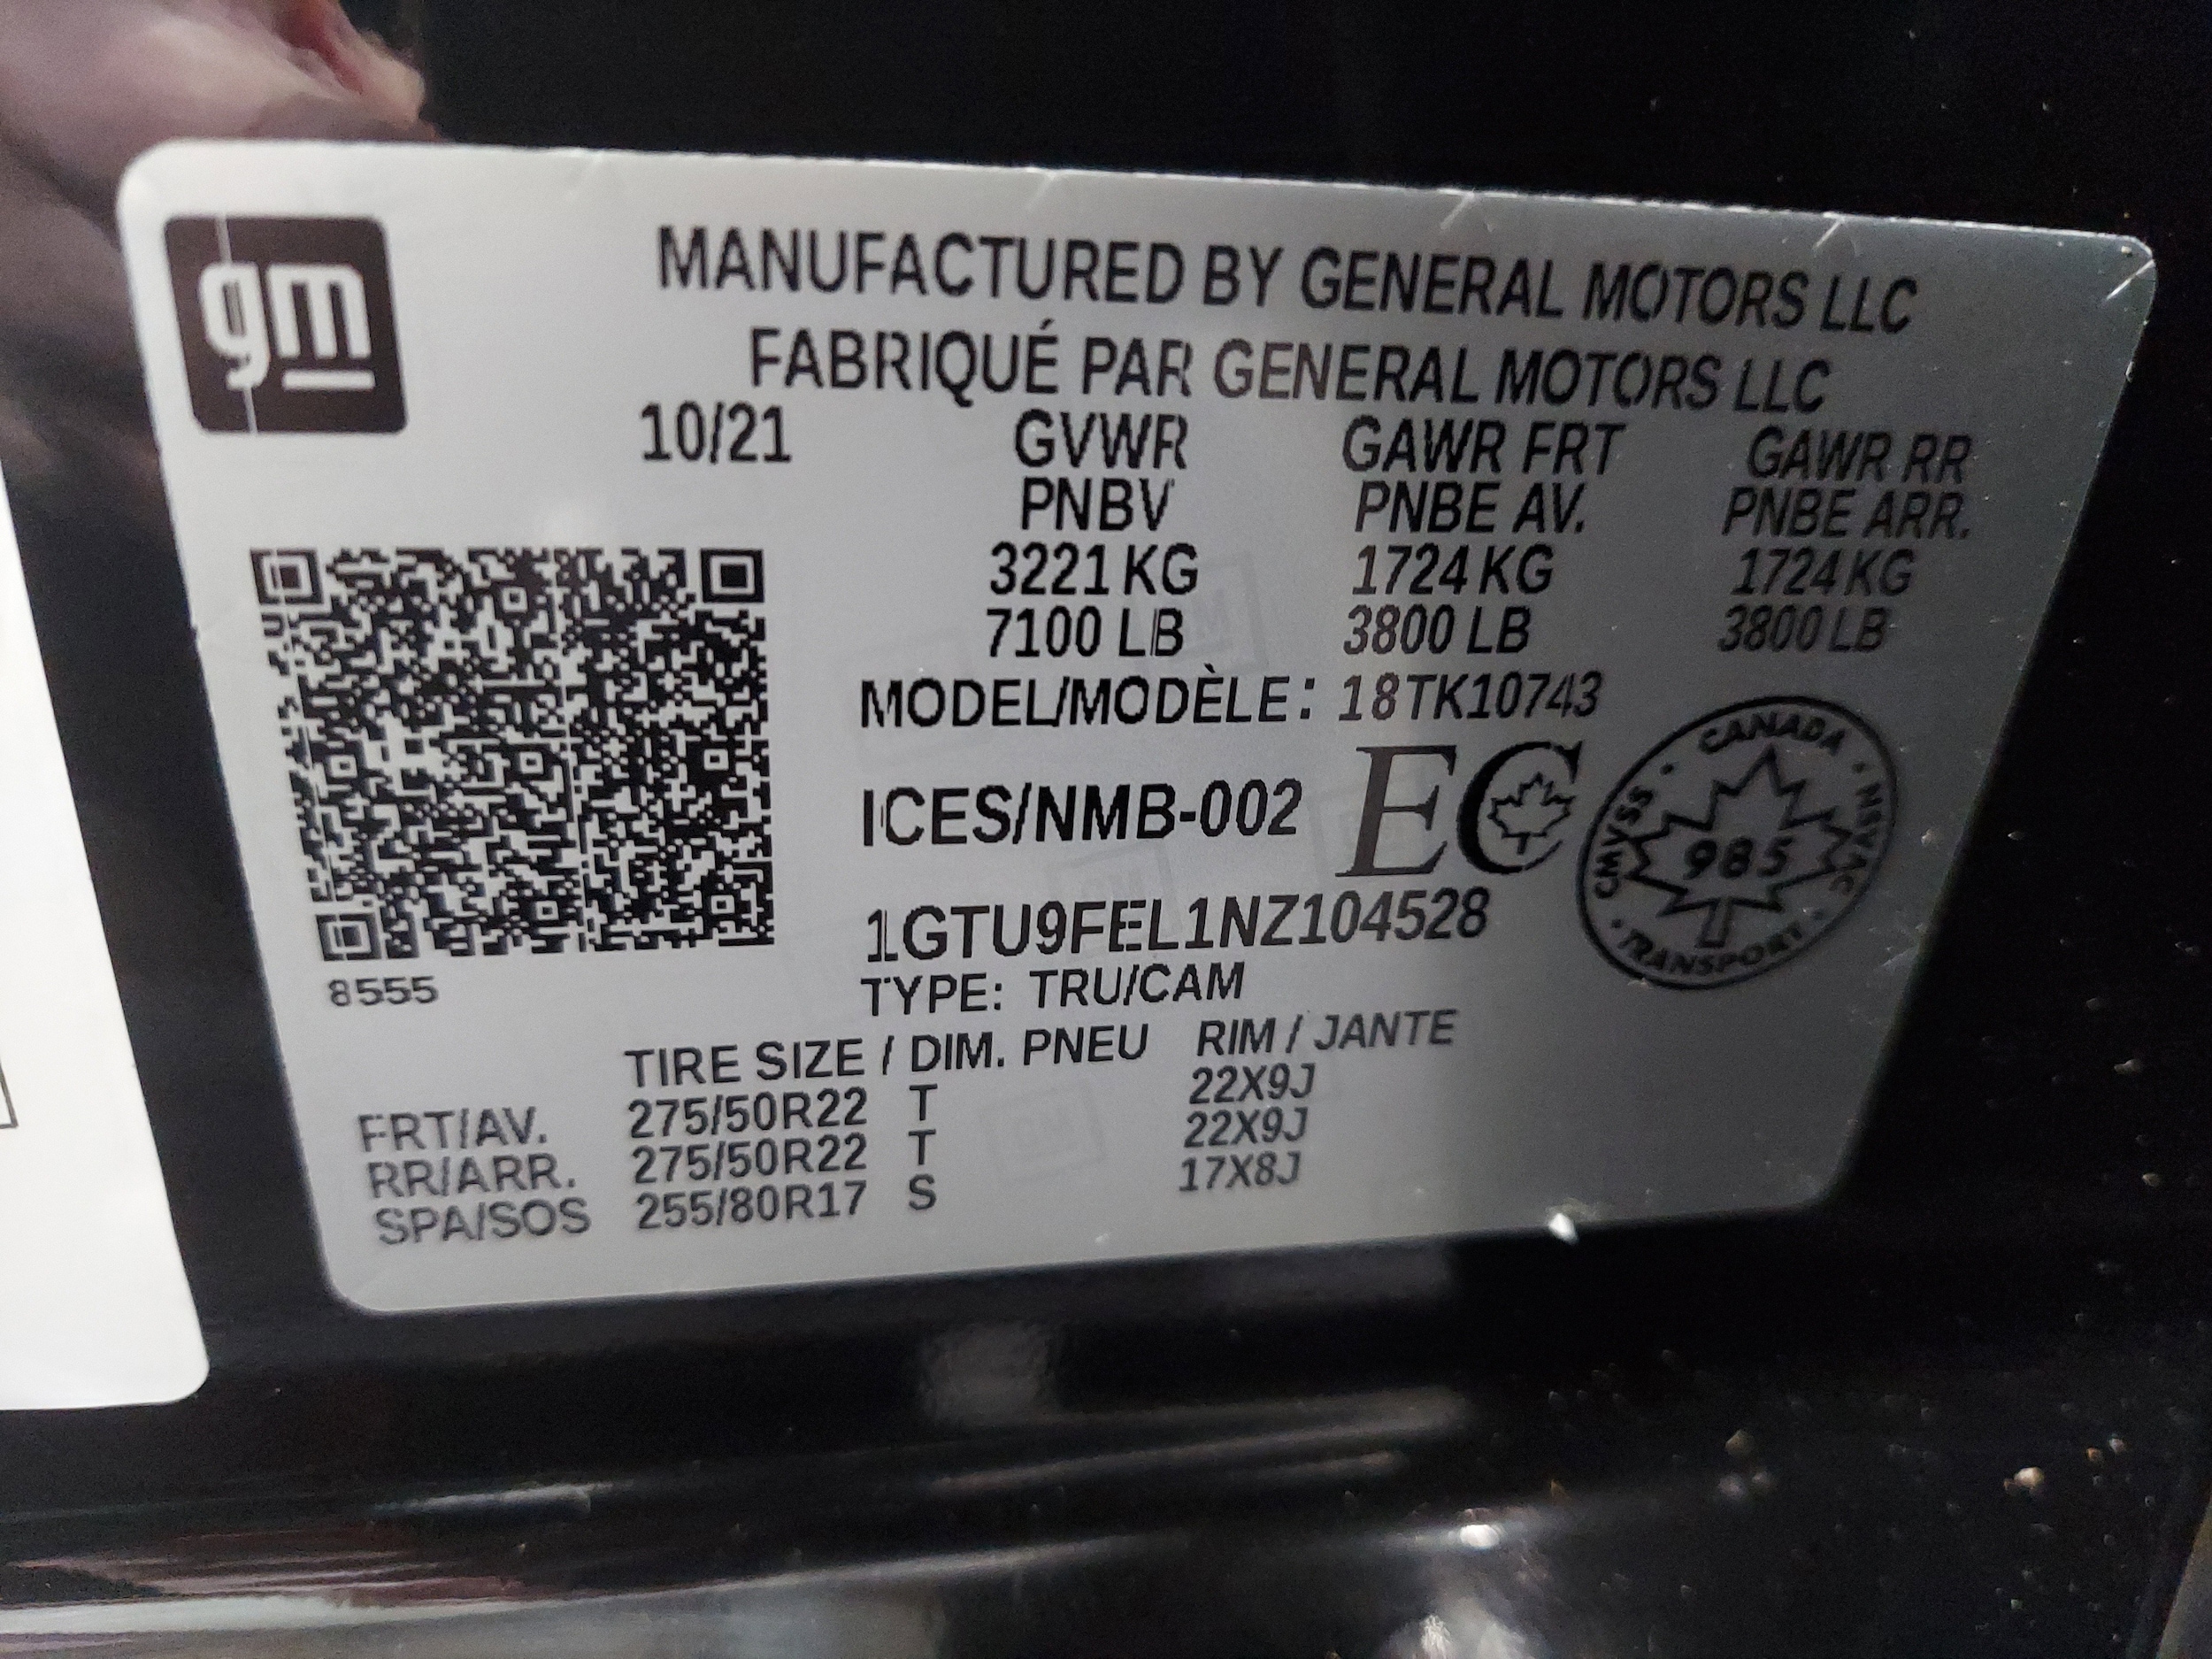 gm
MANUFACTURED BY GENERAL MOTORS LLC
FABRIQUÉ PAR GENERAL MOTORS LLC
10/21 GVWR GAWR FRT GAWR RR
PNBV PNBE AV. PNBE ARR.
3221 KG 1724 KG 1724 KG
7100 LB 3800 LB 3800 LB
MODEL/MODÈLE: 18TK10743
ICES/NMB-002 EC
CANADA · NSVAC · TRANSPORT · CMVSS ·
985
1GTU9FEL1NZ104528
8555
TYPE: TRU/CAM
TIRE SIZE / DIM. PNEU RIM / JANTE
FRT/AV. 275/50R22 T 22X9J
RR/ARR. 275/50R22 T 22X9J
SPA/SOS 255/80R17 S 17X8J